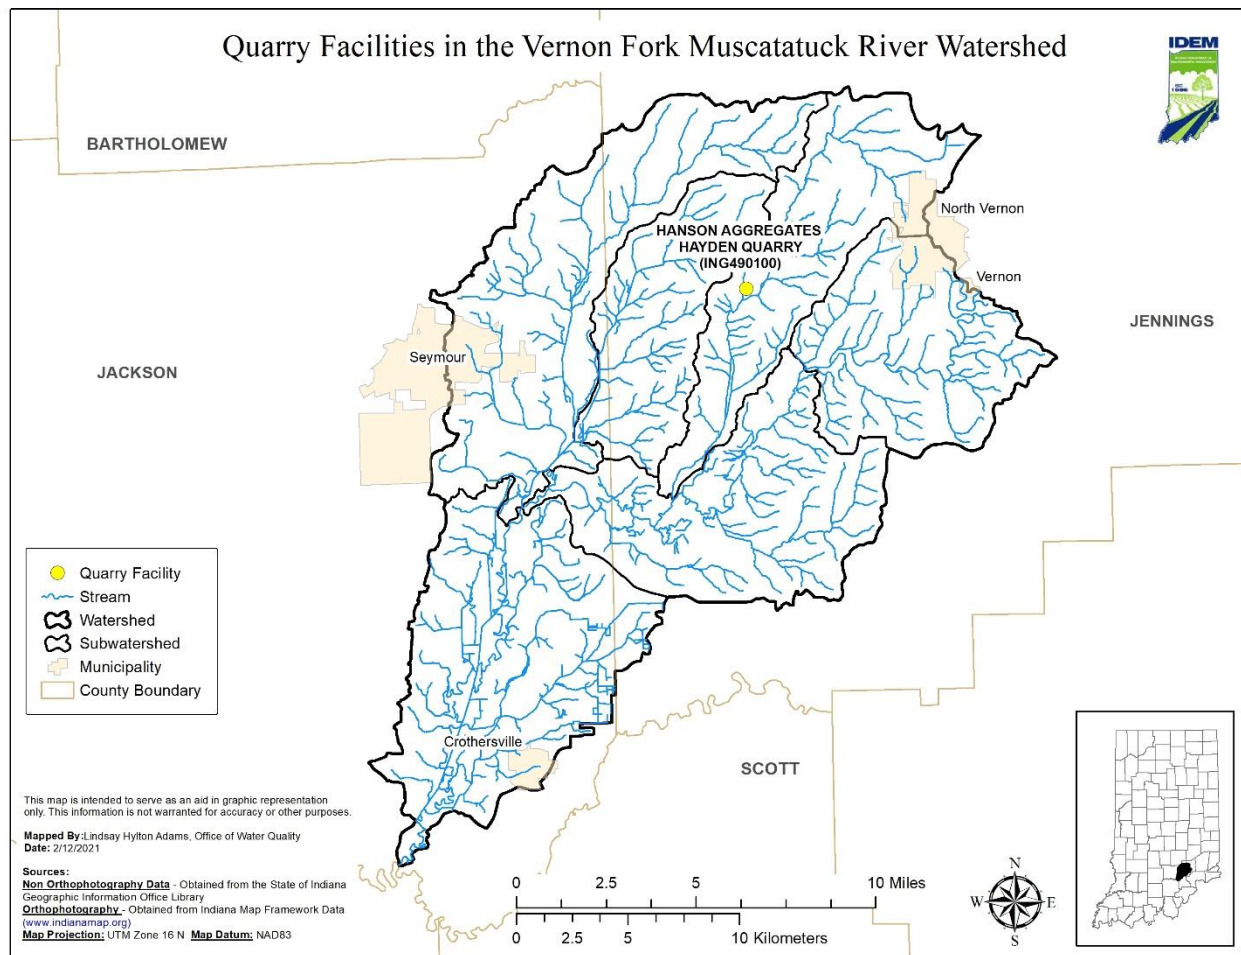 Quarry Facilities in the Vernon Fork Muscatatuck River Watershed
IDEM
BARTHOLOMEW
North Vernon
HANSON AGGREGATES
HAYDEN QUARRY
(ING490100)
Vernon
JENNINGS
Seymour
JACKSON
Quarry Facility
Stream
Watershed
Subwatershed
Municipality
County Boundary
Crothersville
SCOTT
This map is intended to serve as an aid in graphic representation
only. This information is not warranted for accuracy or other purposes.
Mapped By:Lindsay Hylton Adams, Office of Water Quality
Date: 2/12/2021
Sources:
Non Orthophotography Data - Obtained from the State of Indiana
Geographic Information Office Library
Orthophotography - Obtained from Indiana Map Framework Data
(www.indianamap.org)
Map Projection: UTM Zone 16 N Map Datum: NAD83
0 2.5 5 10 Miles
0 2.5 5 10 Kilometers
N
W E
S